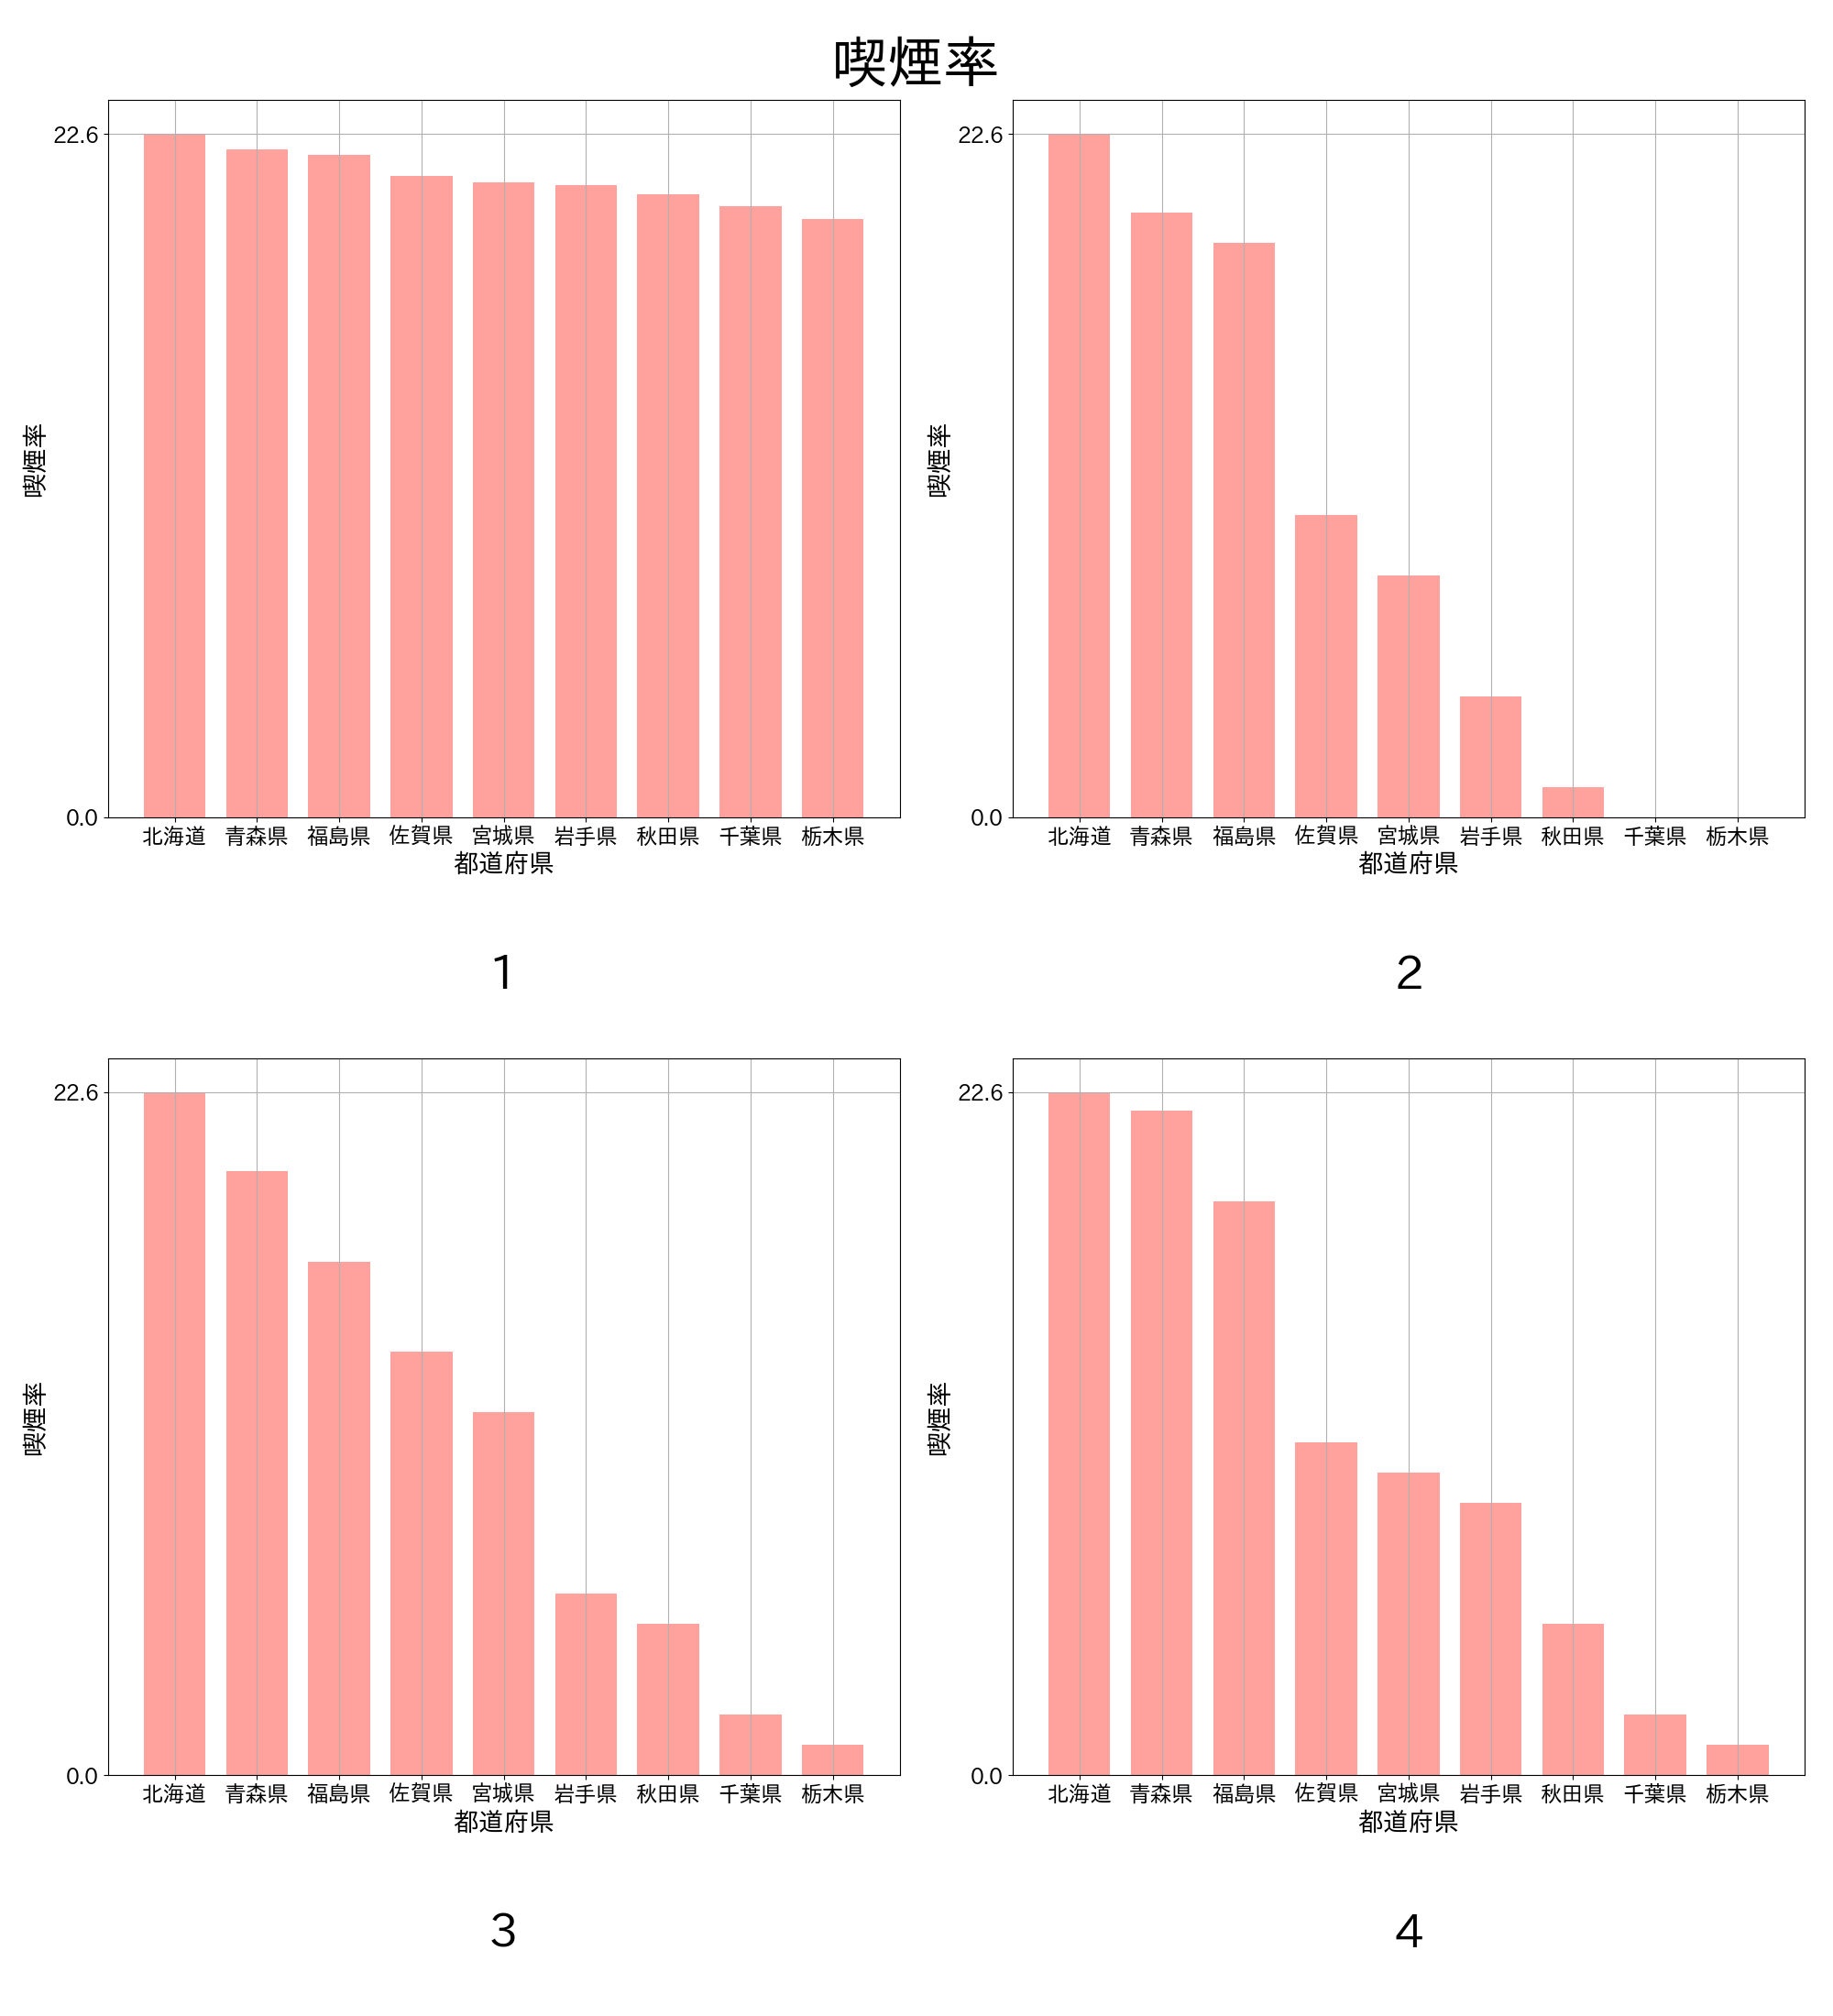 喫煙率
22.6
0.0
喫煙率
北海道 青森県 福島県 佐賀県 宮城県 岩手県 秋田県 千葉県 栃木県
都道府県
1
22.6
0.0
喫煙率
北海道 青森県 福島県 佐賀県 宮城県 岩手県 秋田県 千葉県 栃木県
都道府県
2
22.6
0.0
喫煙率
北海道 青森県 福島県 佐賀県 宮城県 岩手県 秋田県 千葉県 栃木県
都道府県
3
22.6
0.0
喫煙率
北海道 青森県 福島県 佐賀県 宮城県 岩手県 秋田県 千葉県 栃木県
都道府県
4